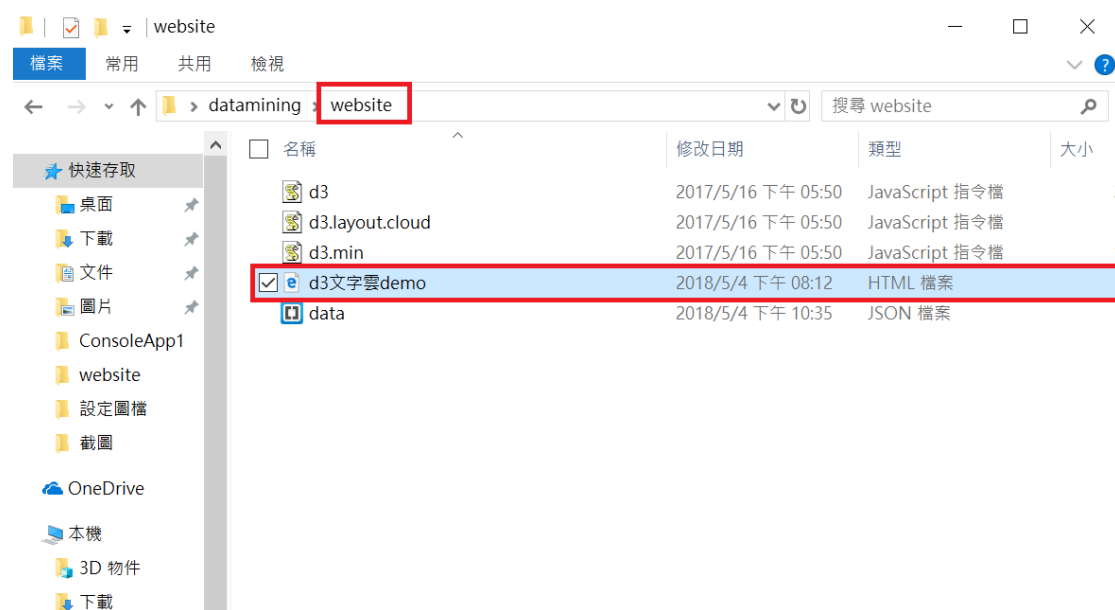 website
檔案 常用 共用 檢視
datamining website 搜尋 website
名稱 修改日期 類型 大小
快速存取
桌面
下載
文件
圖片
ConsoleApp1
website
設定圖檔
截圖
OneDrive
本機
3D 物件
下載
d3 2017/5/16 下午 05:50 JavaScript 指令檔
d3.layout.cloud 2017/5/16 下午 05:50 JavaScript 指令檔
d3.min 2017/5/16 下午 05:50 JavaScript 指令檔
d3文字雲demo 2018/5/4 下午 08:12 HTML 檔案
data 2018/5/4 下午 10:35 JSON 檔案